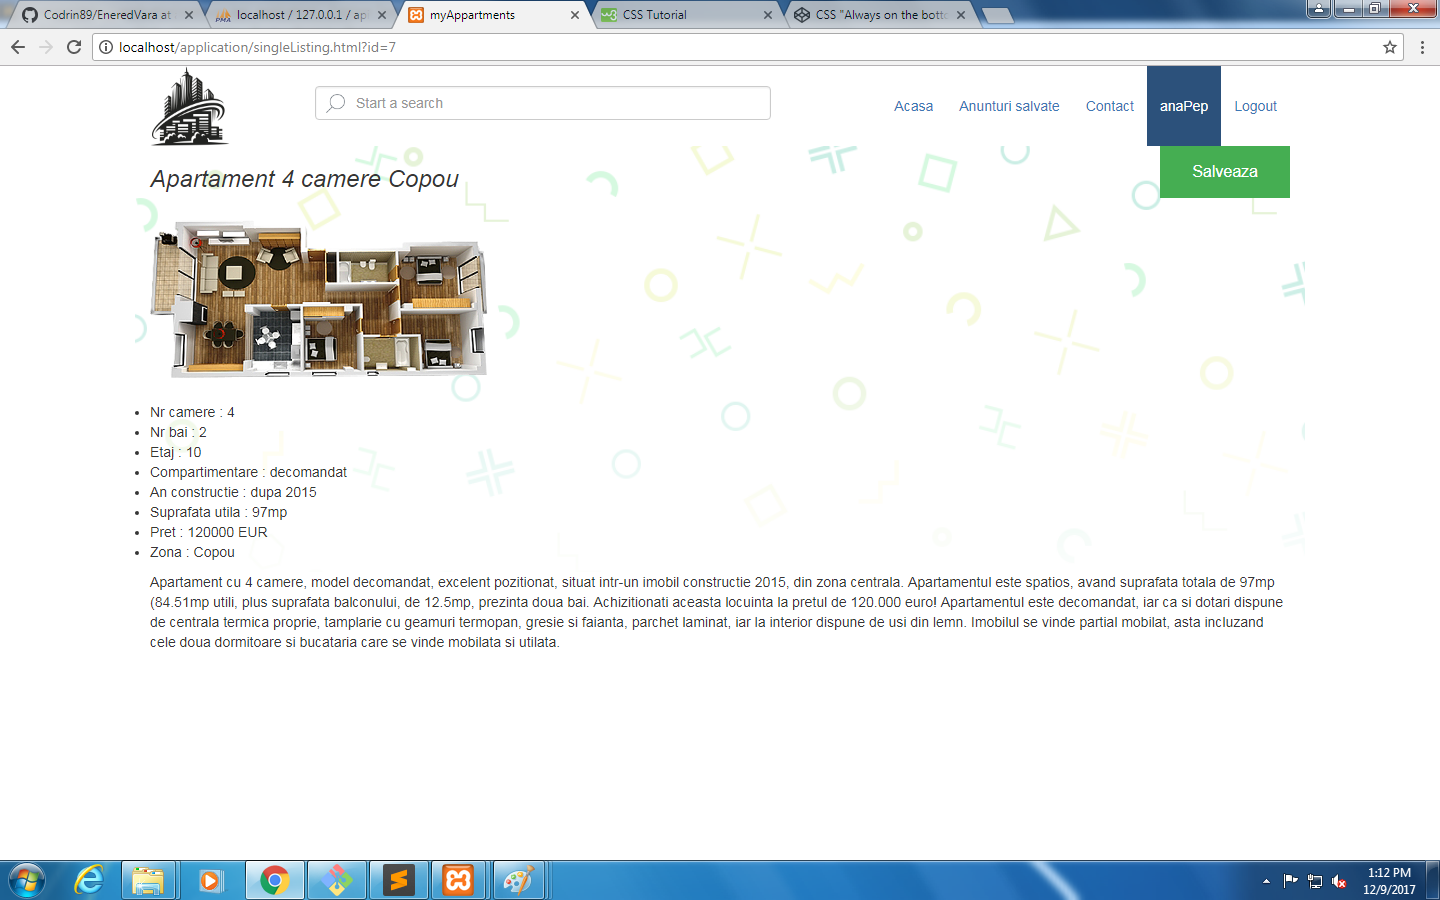 Codrin89/EneredVara at
localhost / 127.0.0.1 / ap
myAppartments
CSS Tutorial
CSS "Always on the bott
localhost/application/singleListing.html?id=7
Start a search
Acasa
Anunturi salvate
Contact
anaPep
Logout
Apartament 4 camere Copou
Salveaza
Nr camere : 4
Nr bai : 2
Etaj : 10
Compartimentare : decomandat
An constructie : dupa 2015
Suprafata utila : 97mp
Pret : 120000 EUR
Zona : Copou
Apartament cu 4 camere, model decomandat, excelent pozitionat, situat intr-un imobil constructie 2015, din zona centrala. Apartamentul este spatios, avand suprafata totala de 97mp
(84.51mp utili, plus suprafata balconului, de 12.5mp, prezinta doua bai. Achizitionati aceasta locuinta la pretul de 120.000 euro! Apartamentul este decomandat, iar ca si dotari dispune
de centrala termica proprie, tamplarie cu geamuri termopan, gresie si faianta, parchet laminat, iar la interior dispune de usi din lemn. Imobilul se vinde partial mobilat, asta incluzand
cele doua dormitoare si bucataria care se vinde mobilata si utilata.
1:12 PM
12/9/2017